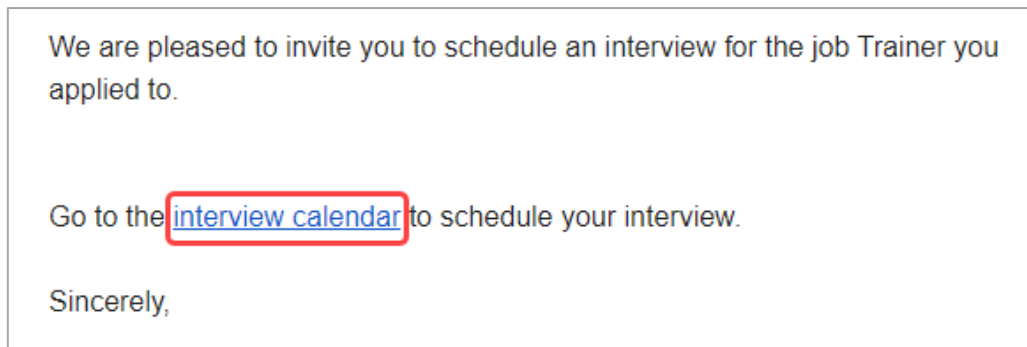 We are pleased to invite you to schedule an interview for the job Trainer you
applied to.
Go to the interview calendar to schedule your interview.
Sincerely,